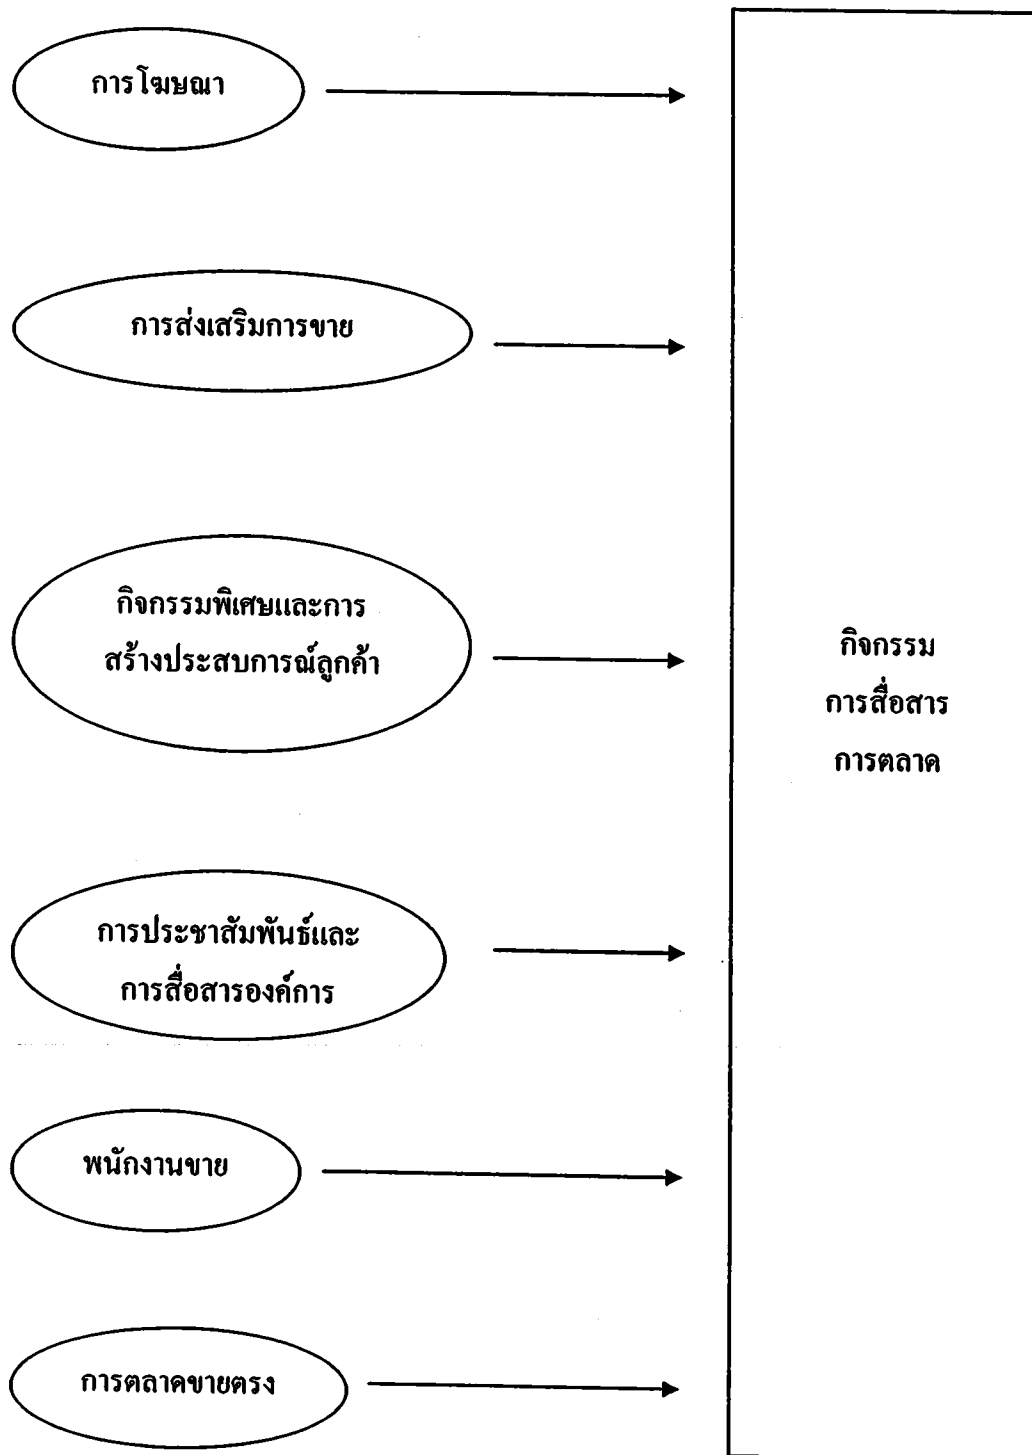 การโฆษณา
การส่งเสริมการขาย
กิจกรรมพิเศษและการ
สร้างประสบการณ์ลูกค้า
การประชาสัมพันธ์และ
การสื่อสารองค์การ
พนักงานขาย
การตลาดขายตรง
กิจกรรม
การสื่อสาร
การตลาด